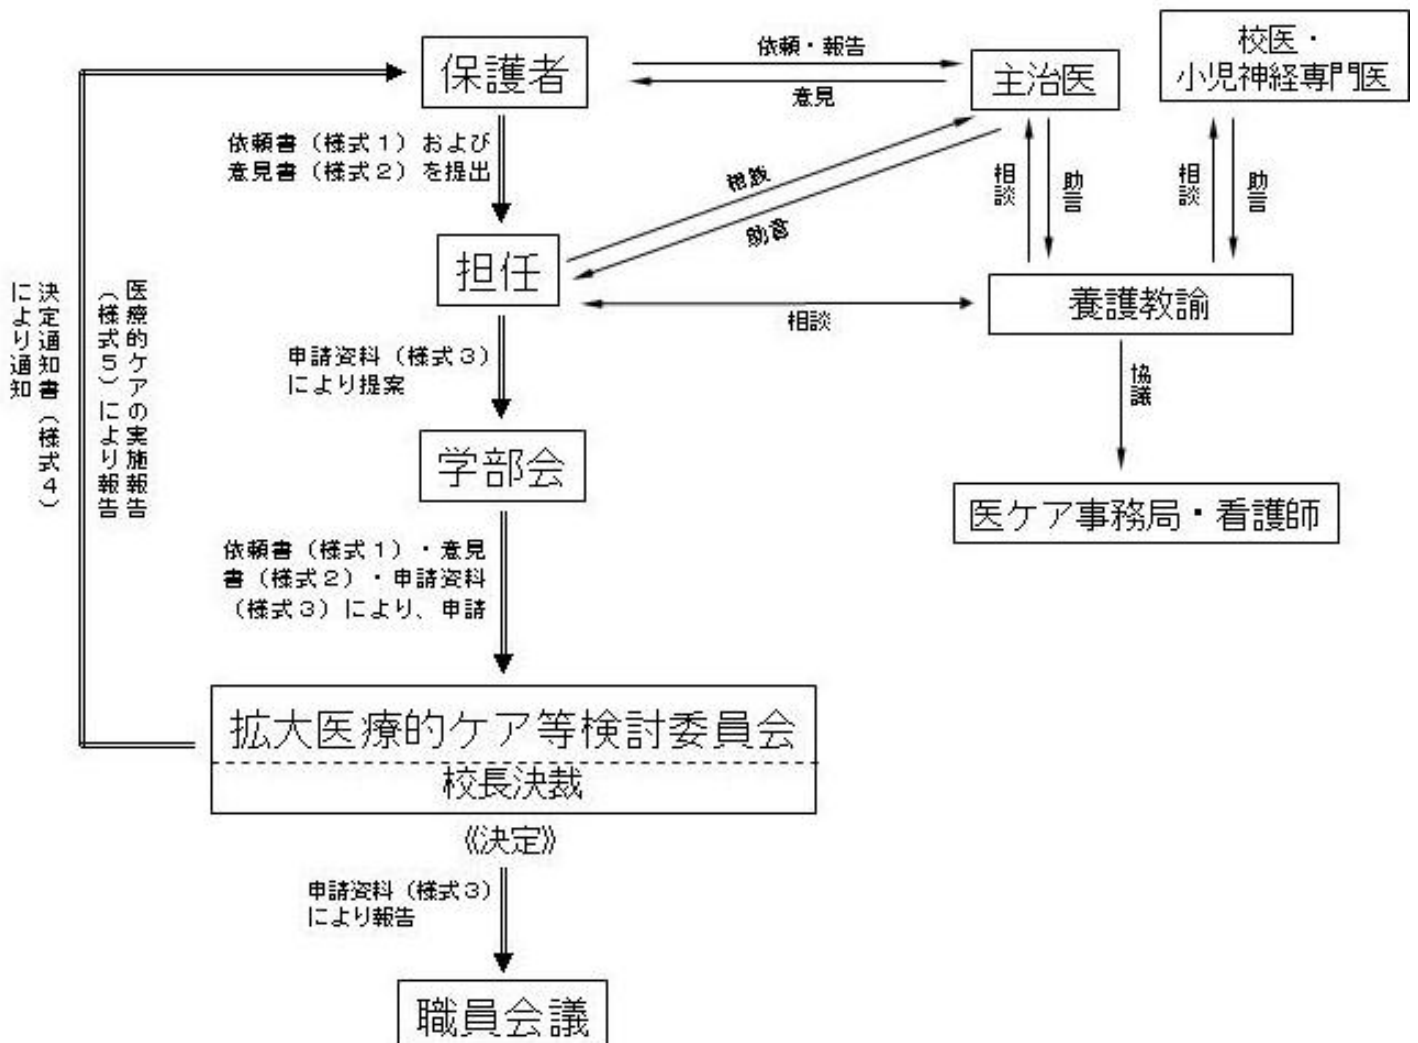 保護者
依頼・報告
意見
主治医
校医・
小児神経専門医
依頼書（様式１）および
意見書（様式２）を提出
相談
助言
相談
助言
相談
助言
担任
相談
養護教諭
決定通知書（様式４）
により通知
医療的ケアの実施報告
（様式５）により報告
申請資料（様式３）
により提案
協議
学部会
医ケア事務局・看護師
依頼書（様式１）・意見
書（様式２）・申請資料
（様式３）により、申請
拡大医療的ケア等検討委員会
校長決裁
《決定》
申請資料（様式３）
により報告
職員会議